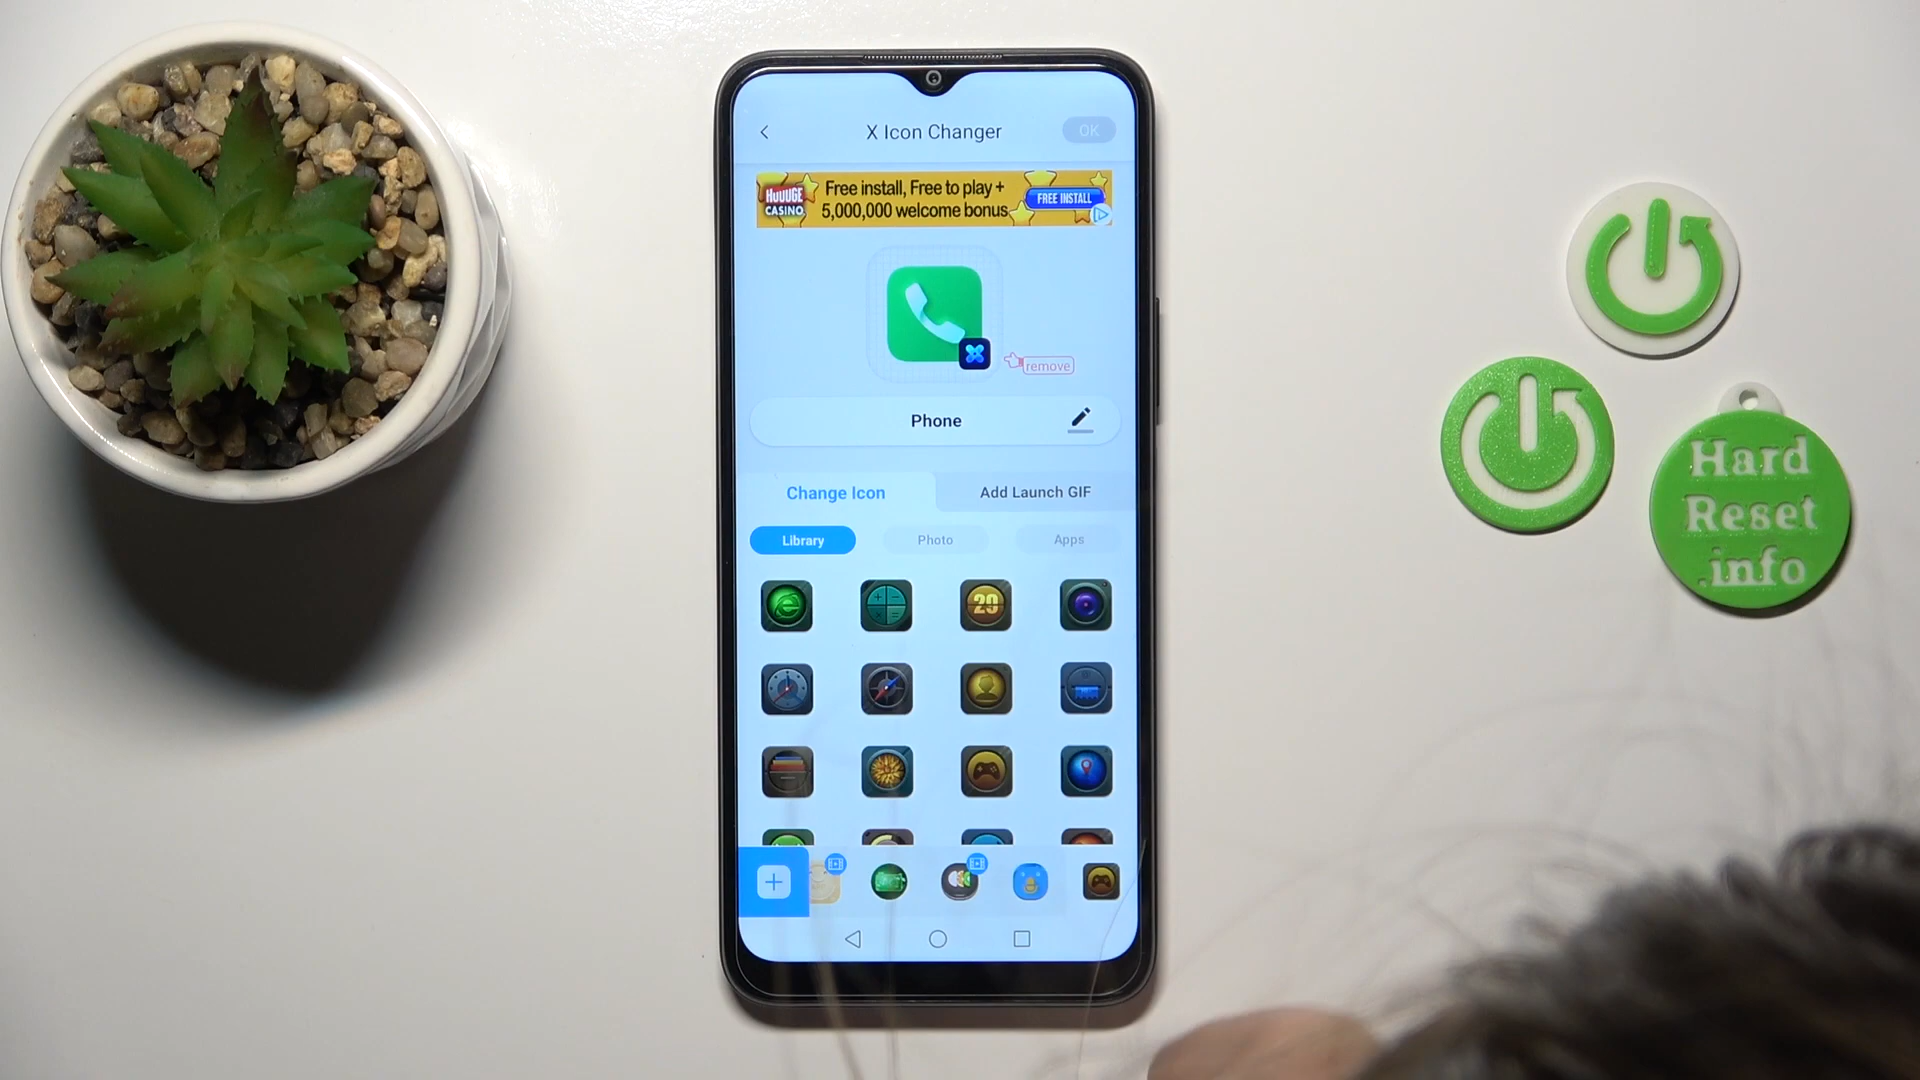 X Icon Changer
OK
HUUUGE
CASINO
Free install, Free to play +
5,000,000 welcome bonus
FREE INSTALL
remove
Phone
Change Icon
Add Launch GIF
Library
Photo
Apps
29
Hard
Reset
.info